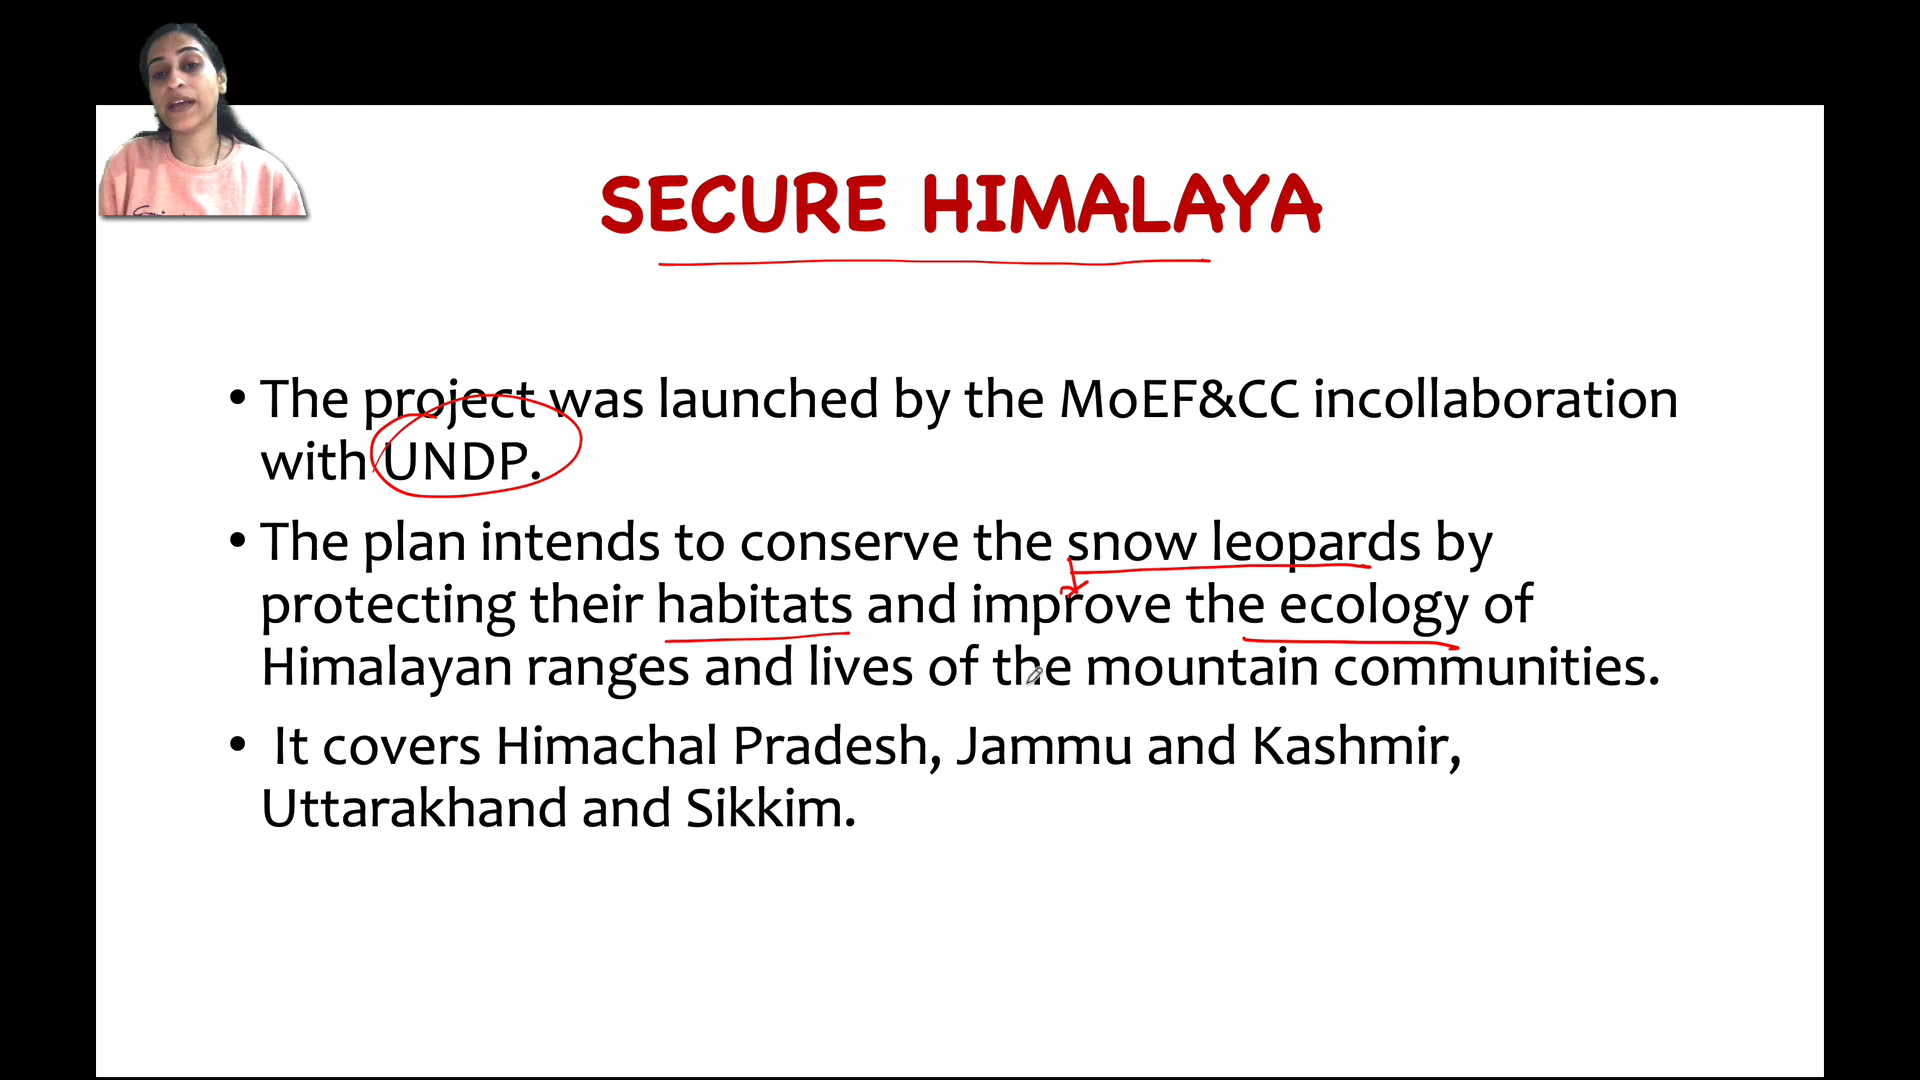 SECURE HIMALAYA
• The project was launched by the MoEF&CC incollaboration
with UNDP.
• The plan intends to conserve the snow leopards by
protecting their habitats and improve the ecology of
Himalayan ranges and lives of the mountain communities.
• It covers Himachal Pradesh, Jammu and Kashmir,
Uttarakhand and Sikkim.